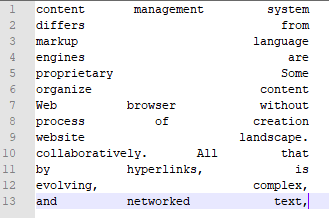 1 content management system
2 differs from
3 markup language
4 engines are
5 proprietary Some
6 organize content
7 Web browser without
8 process of creation
9 website landscape.
10 collaboratively. All that
11 by hyperlinks, is
12 evolving, complex,
13 and networked text,